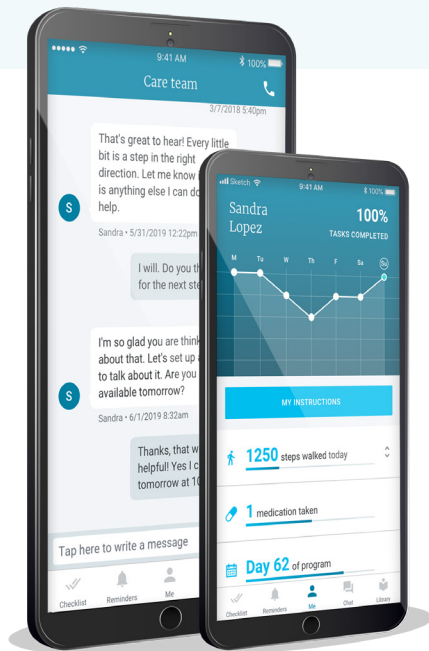 9:41 AM
100%
Care team
3/7/2018 5:40pm
That's great to hear! Every little
bit is a step in the right
direction. Let me know
is anything else I can do
help.
S
Sandra • 5/31/2019 12:22pm
I will. Do you th
for the next ste
I'm so glad you are think
about that. Let's set up a
to talk about it. Are you
available tomorrow?
S
Sandra • 6/1/2019 8:32am
Thanks, that w
helpful! Yes I c
tomorrow at 10
Tap here to write a message
Checklist
Reminders
Me
Sketch
9:41 AM
100%
Sandra
Lopez
100%
TASKS COMPLETED
M Tu W Th F Sa Su
MY INSTRUCTIONS
1250 steps walked today
1 medication taken
Day 62 of program
Checklist
Reminders
Me
Chat
Library